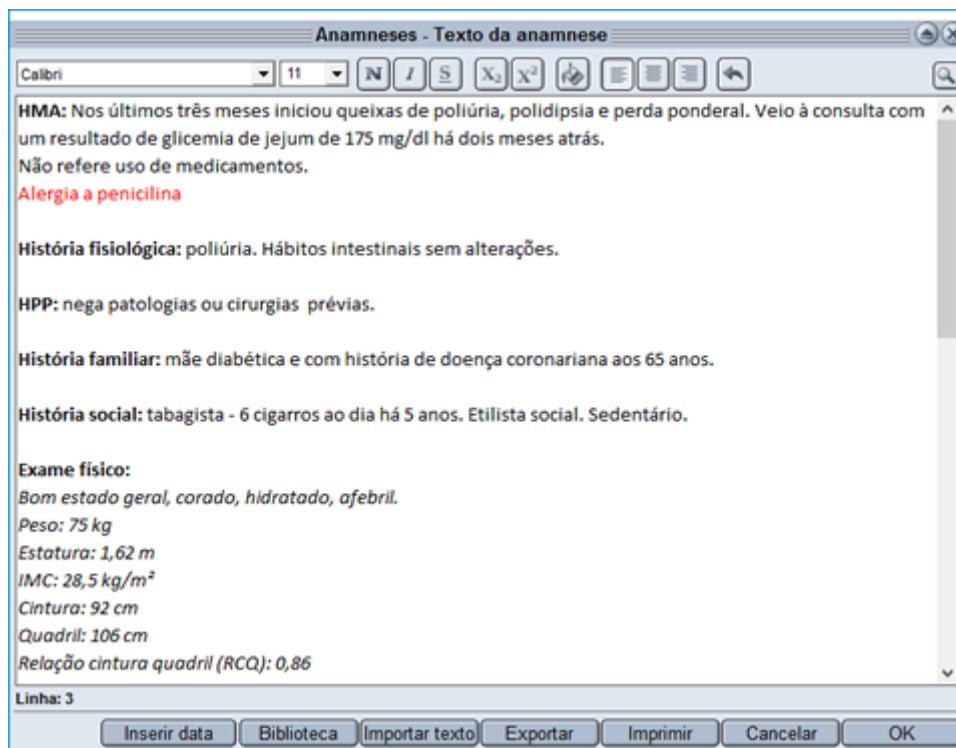 Anamneses - Texto da anamnese
Calibri 11 N I S X₂ X²
HMA: Nos últimos três meses iniciou queixas de poliúria, polidipsia e perda ponderal. Veio à consulta com
um resultado de glicemia de jejum de 175 mg/dl há dois meses atrás.
Não refere uso de medicamentos.
Alergia a penicilina
História fisiológica: poliúria. Hábitos intestinais sem alterações.
HPP: nega patologias ou cirurgias prévias.
História familiar: mãe diabética e com história de doença coronariana aos 65 anos.
História social: tabagista - 6 cigarros ao dia há 5 anos. Etilista social. Sedentário.
Exame físico:
Bom estado geral, corado, hidratado, afebril.
Peso: 75 kg
Estatura: 1,62 m
IMC: 28,5 kg/m²
Cintura: 92 cm
Quadril: 106 cm
Relação cintura quadril (RCQ): 0,86
Linha: 3
Inserir data Biblioteca Importar texto Exportar Imprimir Cancelar OK